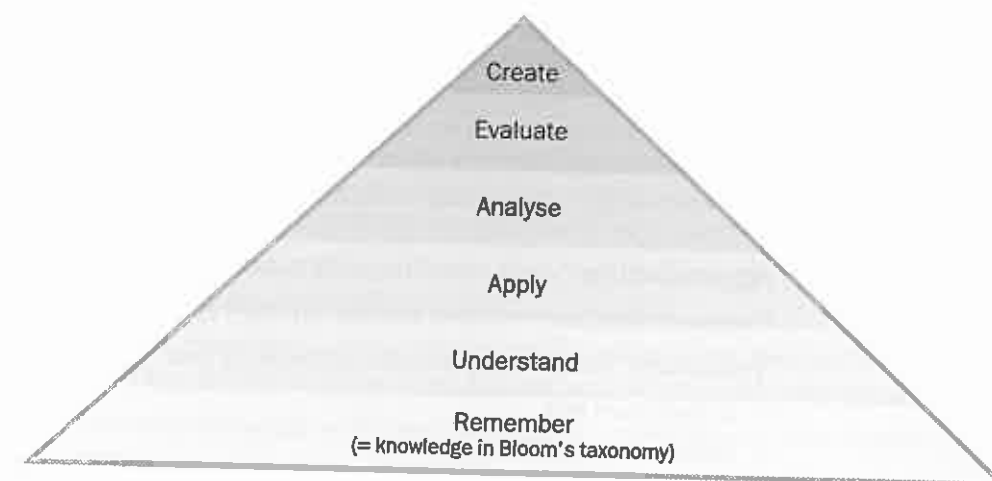 Create
Evaluate
Analyse
Apply
Understand
Remember
(= knowledge in Bloom's taxonomy)